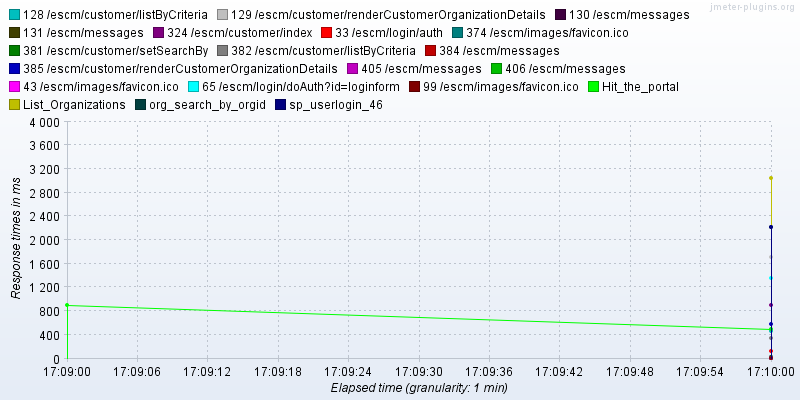 jmeter-plugins.org
128 /escm/customer/listByCriteria 129 /escm/customer/renderCustomerOrganizationDetails 130 /escm/messages
131 /escm/messages 324 /escm/customer/index 33 /escm/login/auth 374 /escm/images/favicon.ico
381 /escm/customer/setSearchBy 382 /escm/customer/listByCriteria 384 /escm/messages
385 /escm/customer/renderCustomerOrganizationDetails 405 /escm/messages 406 /escm/messages
43 /escm/images/favicon.ico 65 /escm/login/doAuth?id=loginform 99 /escm/images/favicon.ico Hit_the_portal
List_Organizations org_search_by_orgid sp_userlogin_46
4 000
3 600
3 200
2 800
2 400
2 000
1 600
1 200
800
400
0
Response times in ms
17:09:00 17:09:06 17:09:12 17:09:18 17:09:24 17:09:30 17:09:36 17:09:42 17:09:48 17:09:54 17:10:00
Elapsed time (granularity: 1 min)